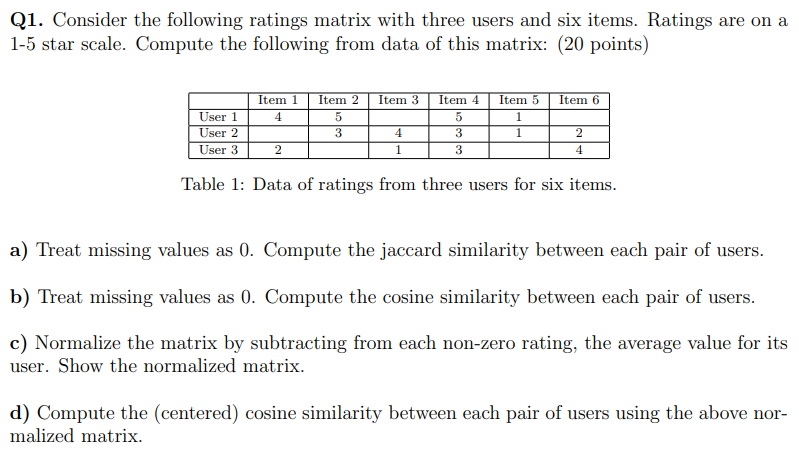 Q1. Consider the following ratings matrix with three users and six items. Ratings are on a
1-5 star scale. Compute the following from data of this matrix: (20 points)
Item 1 Item 2 Item 3 Item 4 Item 5 Item 6
User 1 4 5 5 1
User 2 3 4 3 1 2
User 3 2 1 3 4
Table 1: Data of ratings from three users for six items.
a) Treat missing values as 0. Compute the jaccard similarity between each pair of users.
b) Treat missing values as 0. Compute the cosine similarity between each pair of users.
c) Normalize the matrix by subtracting from each non-zero rating, the average value for its
user. Show the normalized matrix.
d) Compute the (centered) cosine similarity between each pair of users using the above nor-
malized matrix.